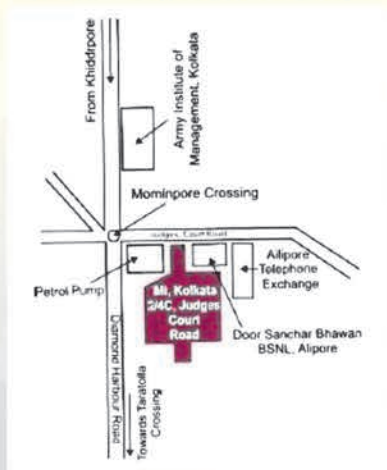 From Khiddrpore
Army Institute of
Management, Kolkata
Mominpore Crossing
Judges Court Road
Petrol Pump
MI, Kolkata
2/4C, Judges
Court
Road
Ailipore
Telephone
Exchange
Door Sanchar Bhawan
BSNL, Alipore
Diamond Harbour Road
Towards Taratolla
Crossing